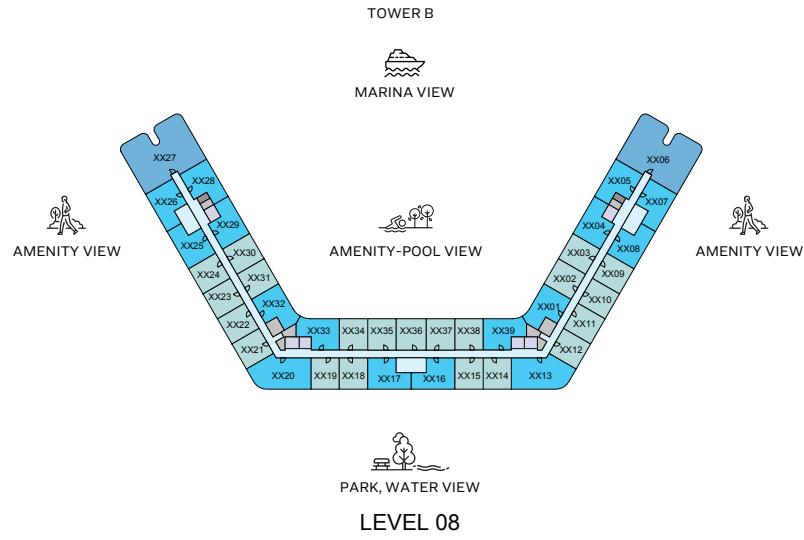 TOWER B
MARINA VIEW
XX27
XX06
XX28
XX05
XX26
XX07
AMENITY VIEW
XX29
AMENITY-POOL VIEW
XX04
AMENITY VIEW
XX25
XX08
XX30
XX03
XX24
XX09
XX31
XX02
XX23
XX10
XX32
XX01
XX22
XX11
XX33
XX34
XX35
XX36
XX37
XX38
XX39
XX21
XX12
XX20
XX19
XX18
XX17
XX16
XX15
XX14
XX13
PARK, WATER VIEW
LEVEL 08